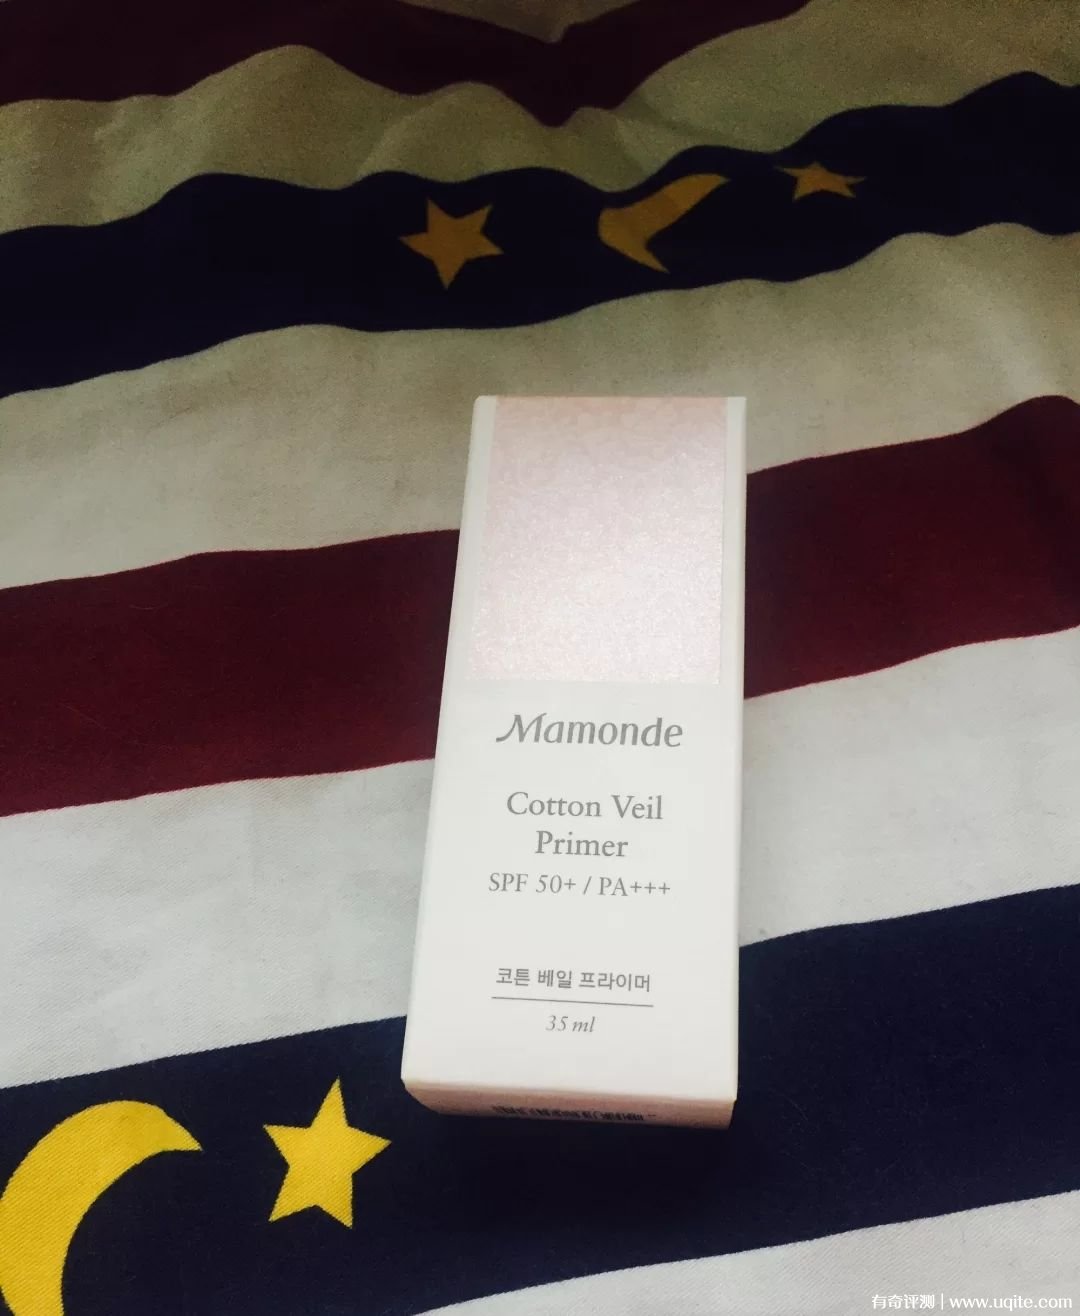 Mamonde
Cotton Veil
Primer
SPF 50+ / PA+++
코튼 베일 프라이머
35 ml
有奇评测 | www.uqite.com